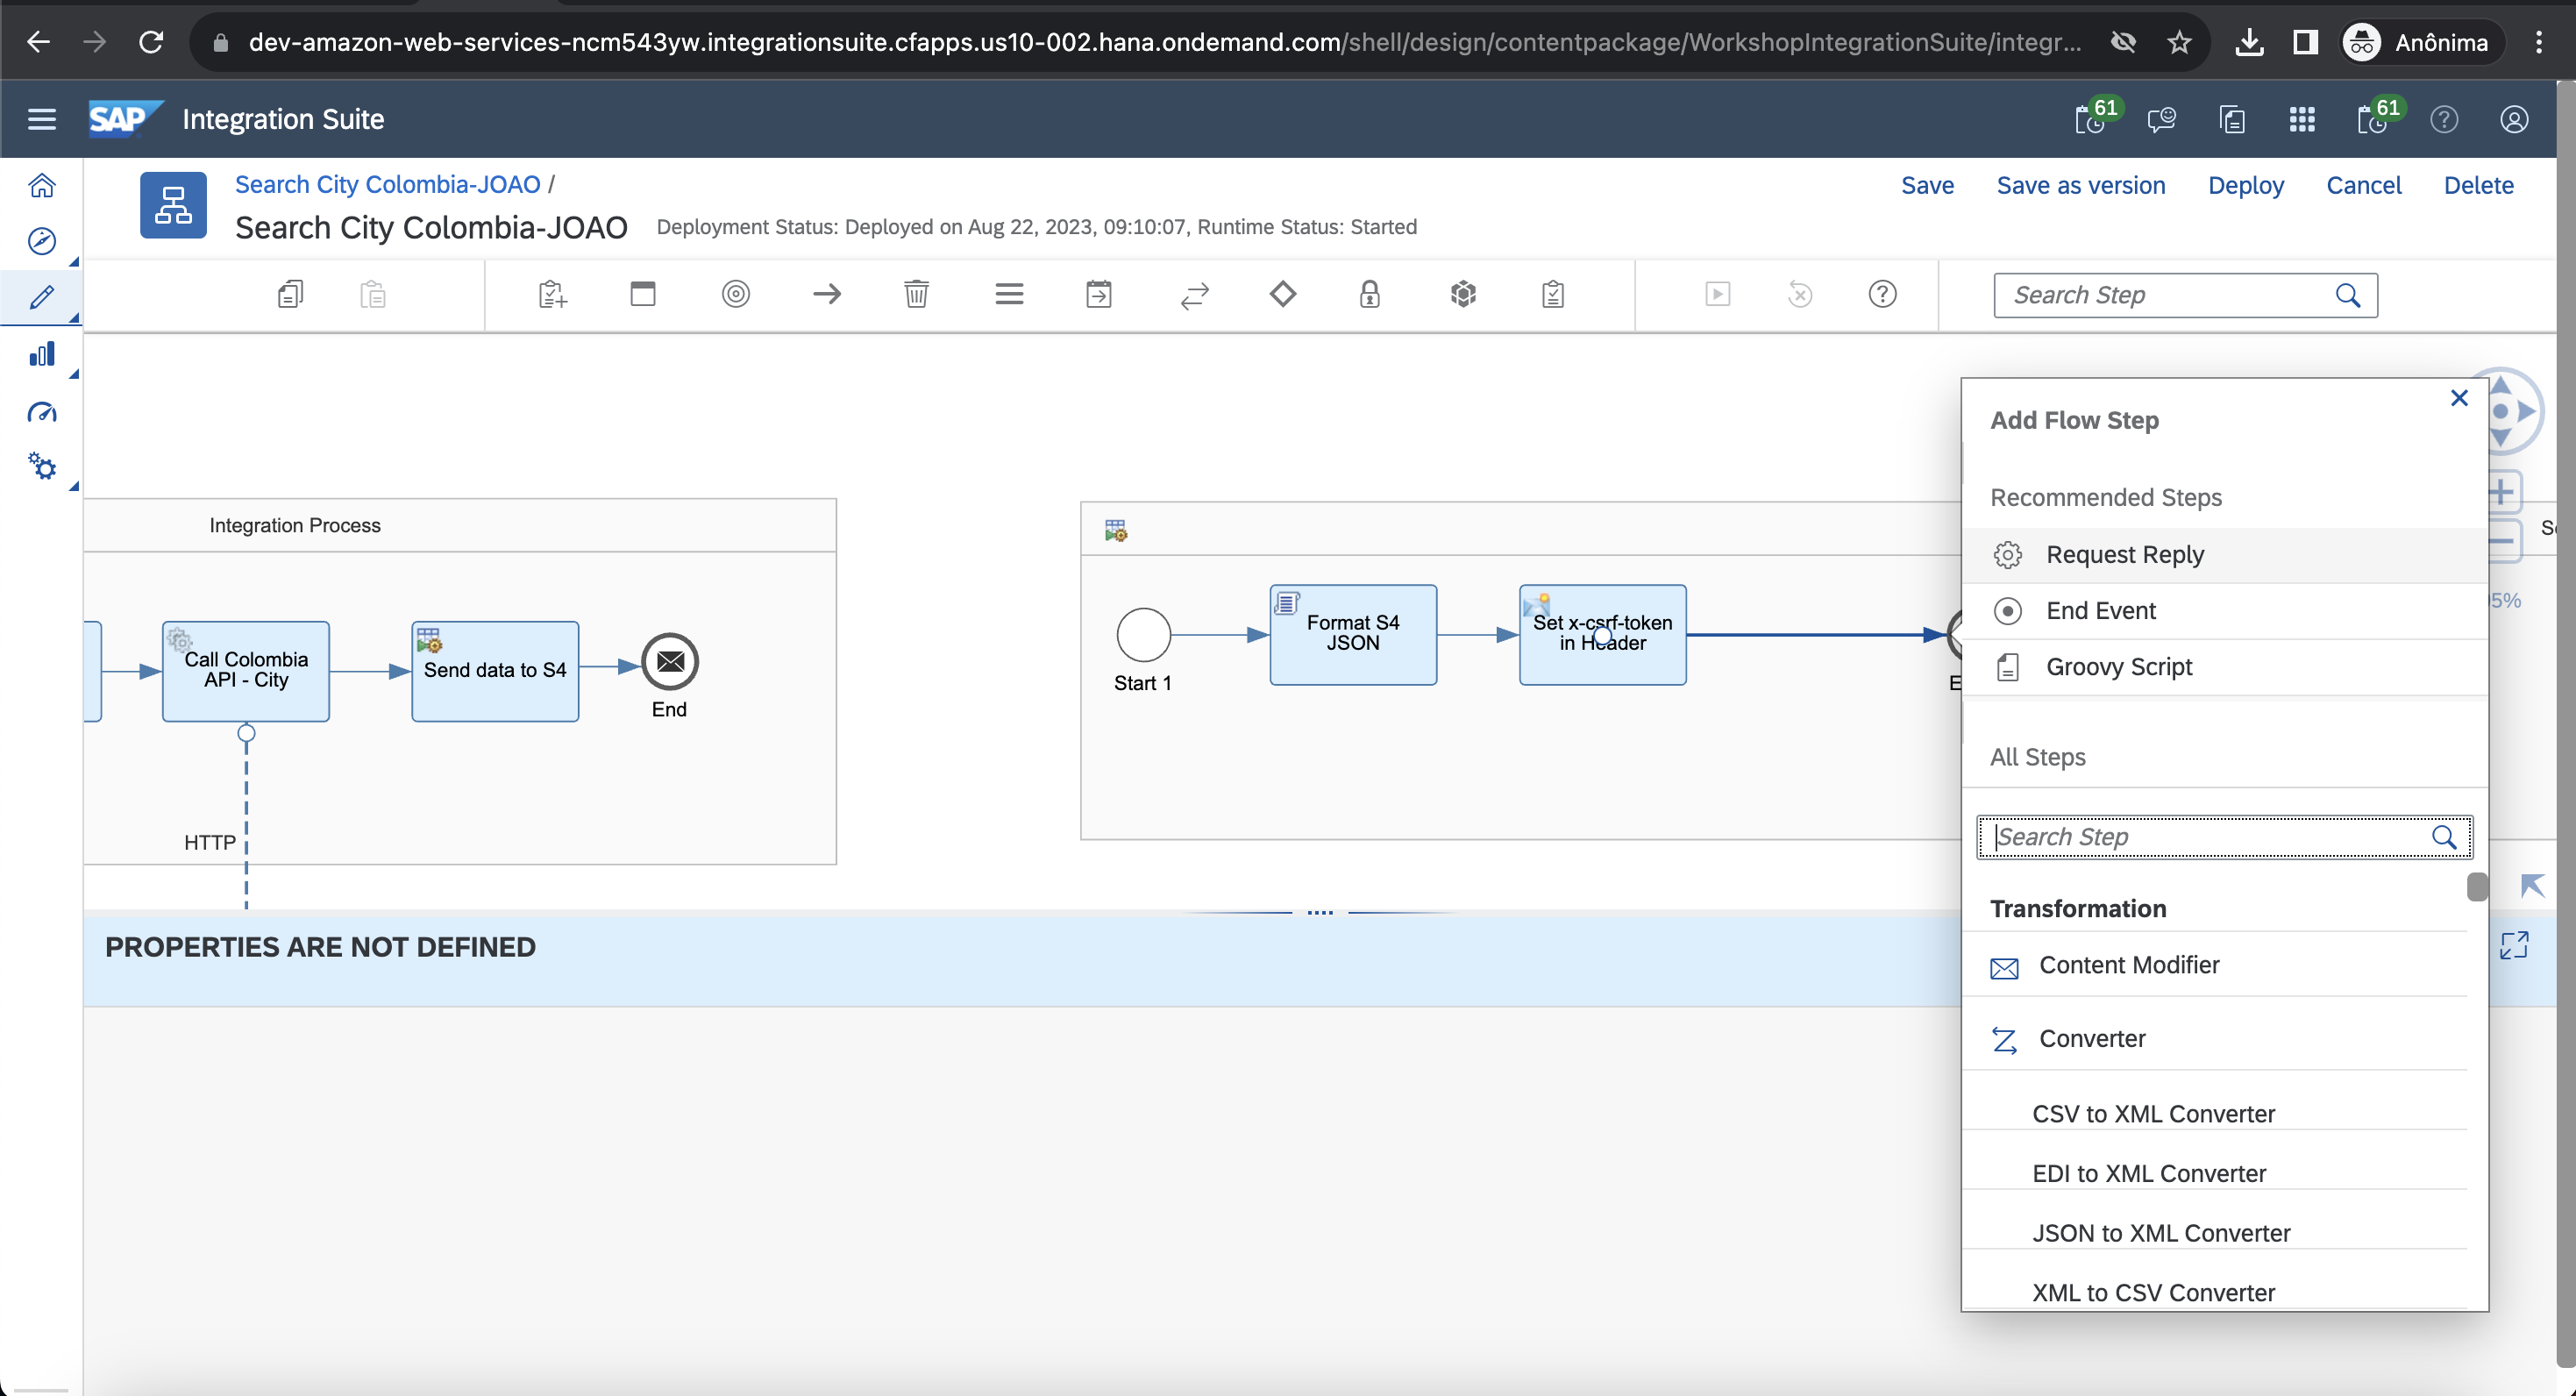 dev-amazon-web-services-ncm543yw.integrationsuite.cfapps.us10-002.hana.ondemand.com/shell/design/contentpackage/WorkshopIntegrationSuite/integr...
Anônima
SAP
Integration Suite
61
61
Search City Colombia-JOAO /
Search City Colombia-JOAO
Deployment Status: Deployed on Aug 22, 2023, 09:10:07, Runtime Status: Started
Save
Save as version
Deploy
Cancel
Delete
Search Step
Integration Process
Call Colombia
API - City
Send data to S4
End
HTTP
Start 1
Format S4
JSON
Set x-csrf-token
in Header
Add Flow Step
Recommended Steps
Request Reply
End Event
Groovy Script
All Steps
Search Step
Transformation
Content Modifier
Converter
CSV to XML Converter
EDI to XML Converter
JSON to XML Converter
XML to CSV Converter
PROPERTIES ARE NOT DEFINED